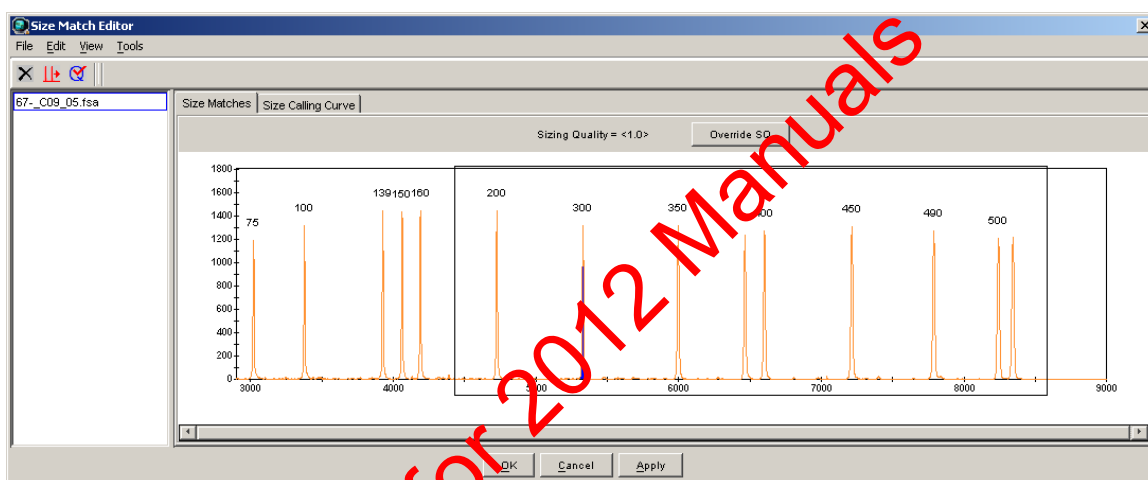 Size Match Editor
File Edit View Tools
67-_C09_05.fsa
Size Matches Size Calling Curve
Sizing Quality = <1.0> Override SQ
1800
1600
1400
1200
1000
800
600
400
200
0
75 100 139 150 160 200 300 350 450 490 500
3000 4000 6000 7000 8000 9000
for 2012 Manuals
OK Cancel Apply